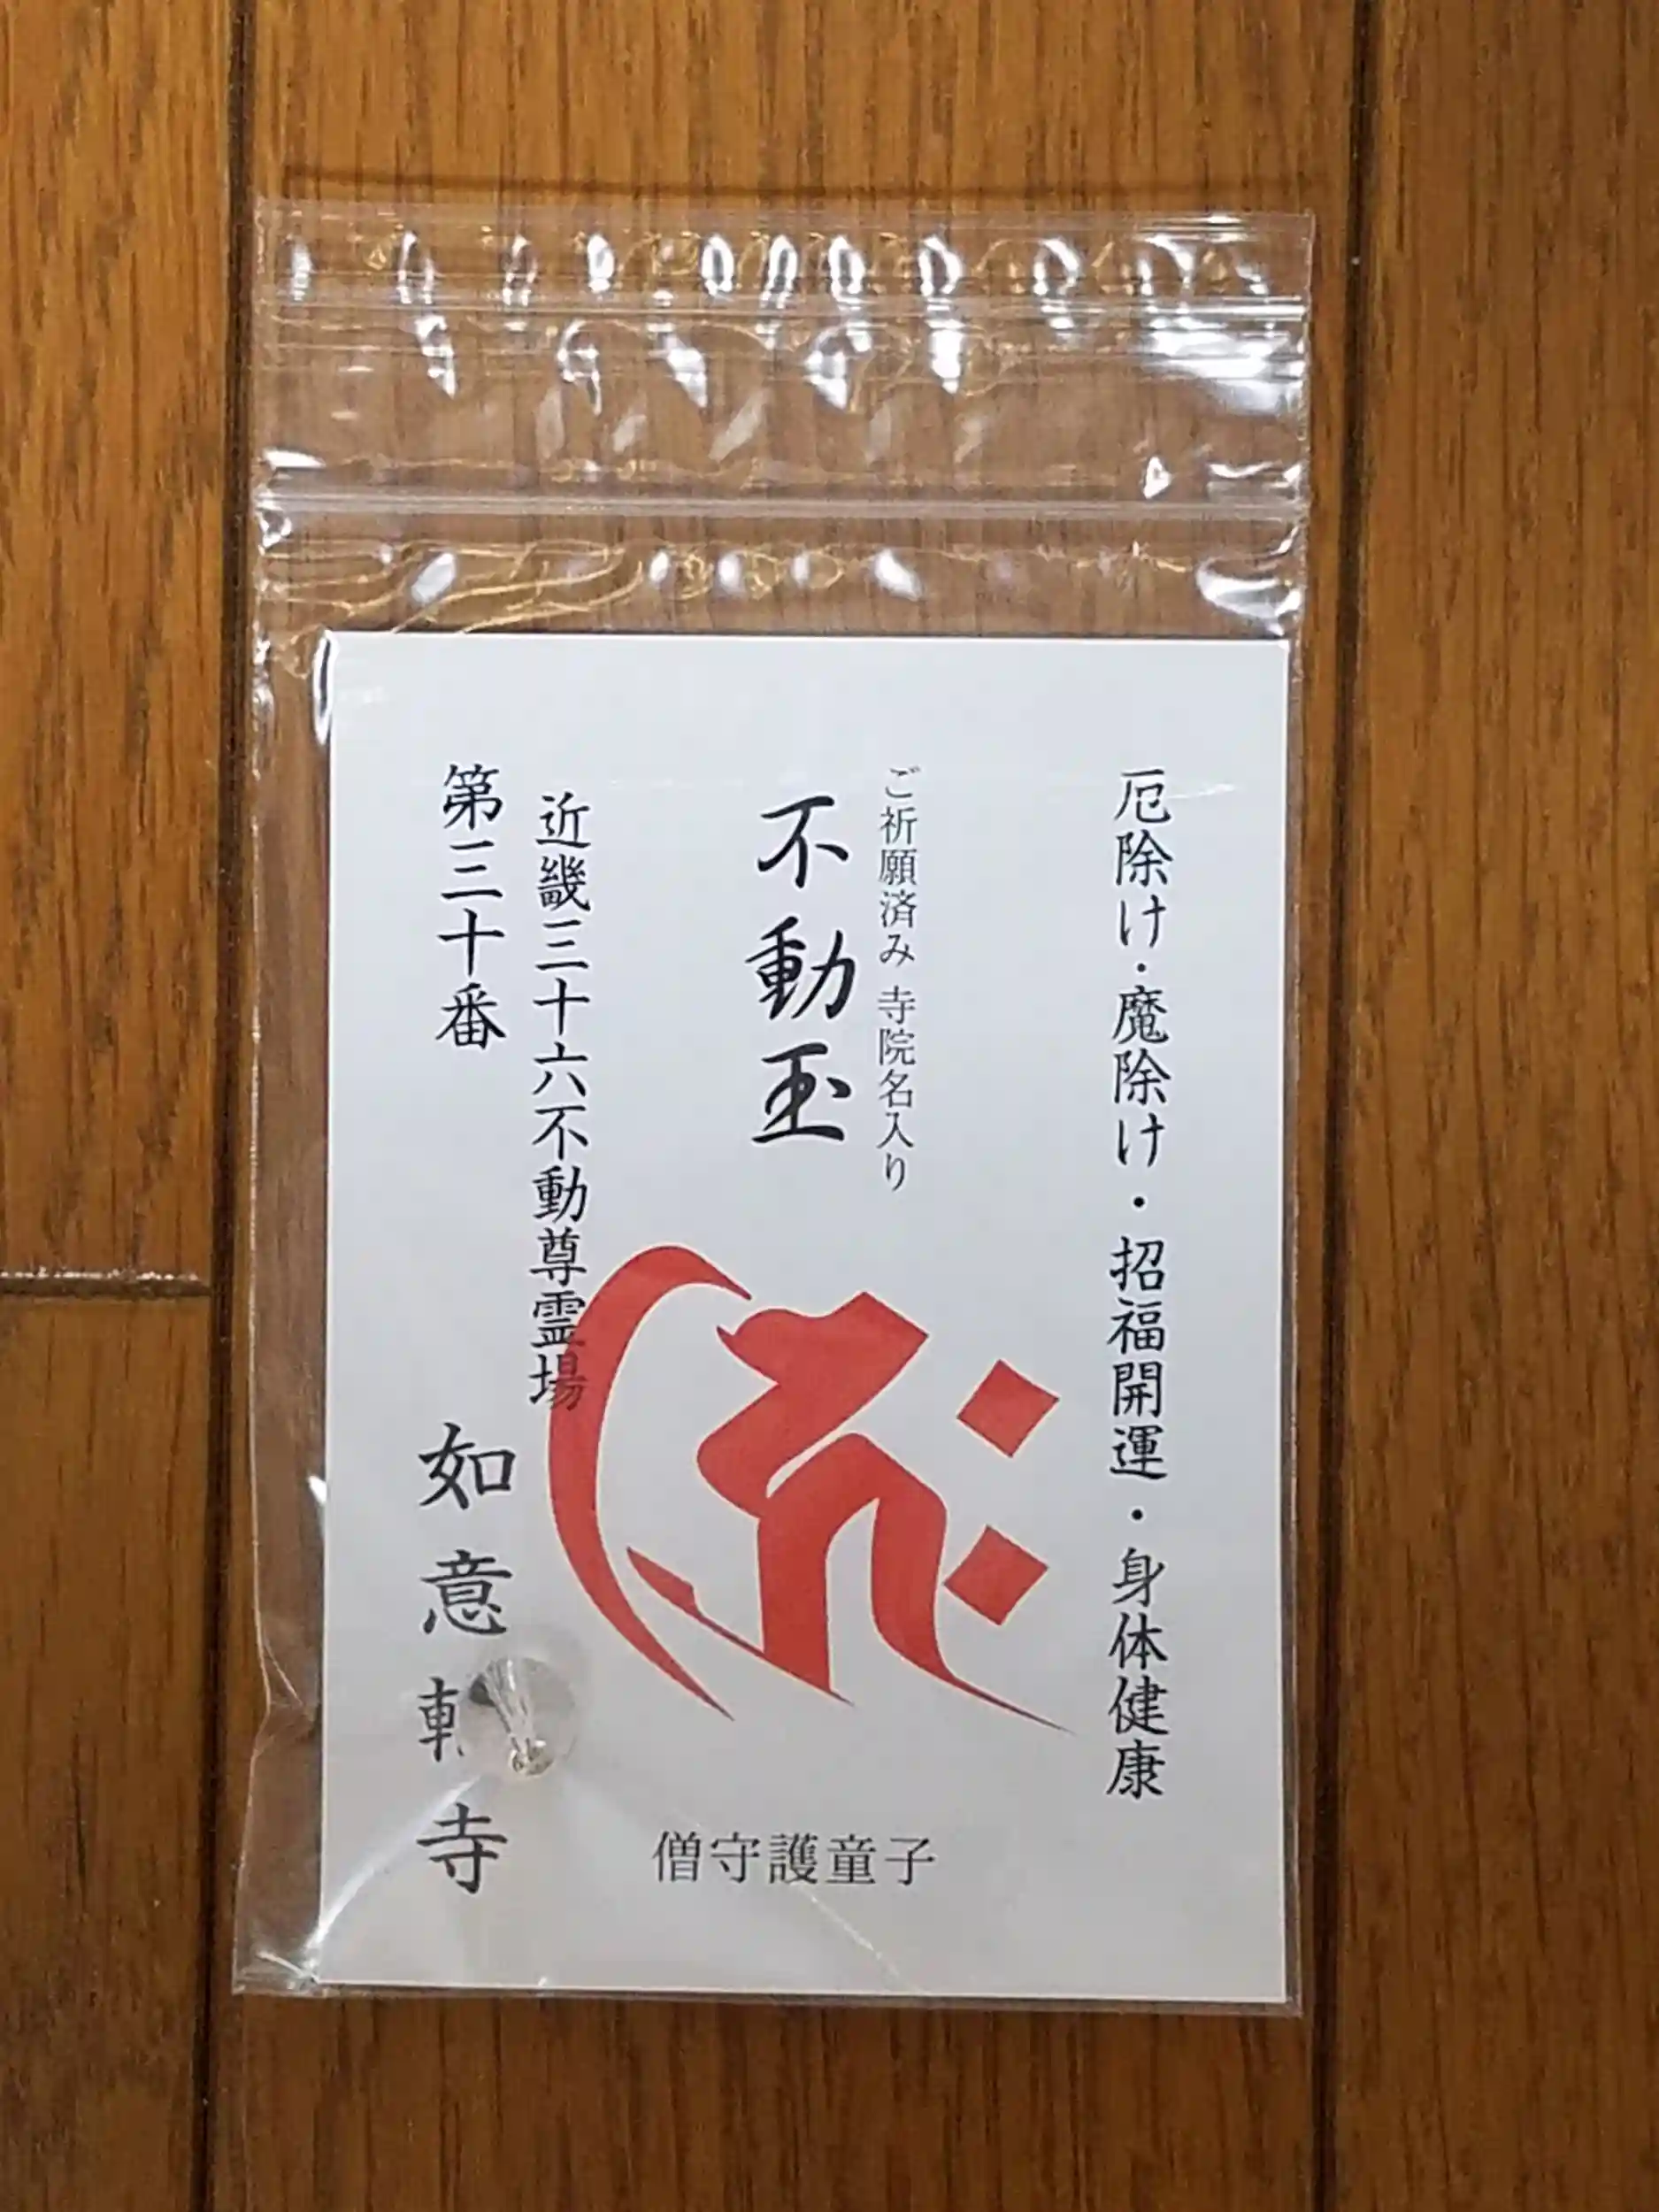 厄除け・魔除け・招福開運・身体健康
ご祈願済み 寺院名入り
不動玉
近畿三十六不動尊霊場
第三十番
如意輪寺
僧守護童子